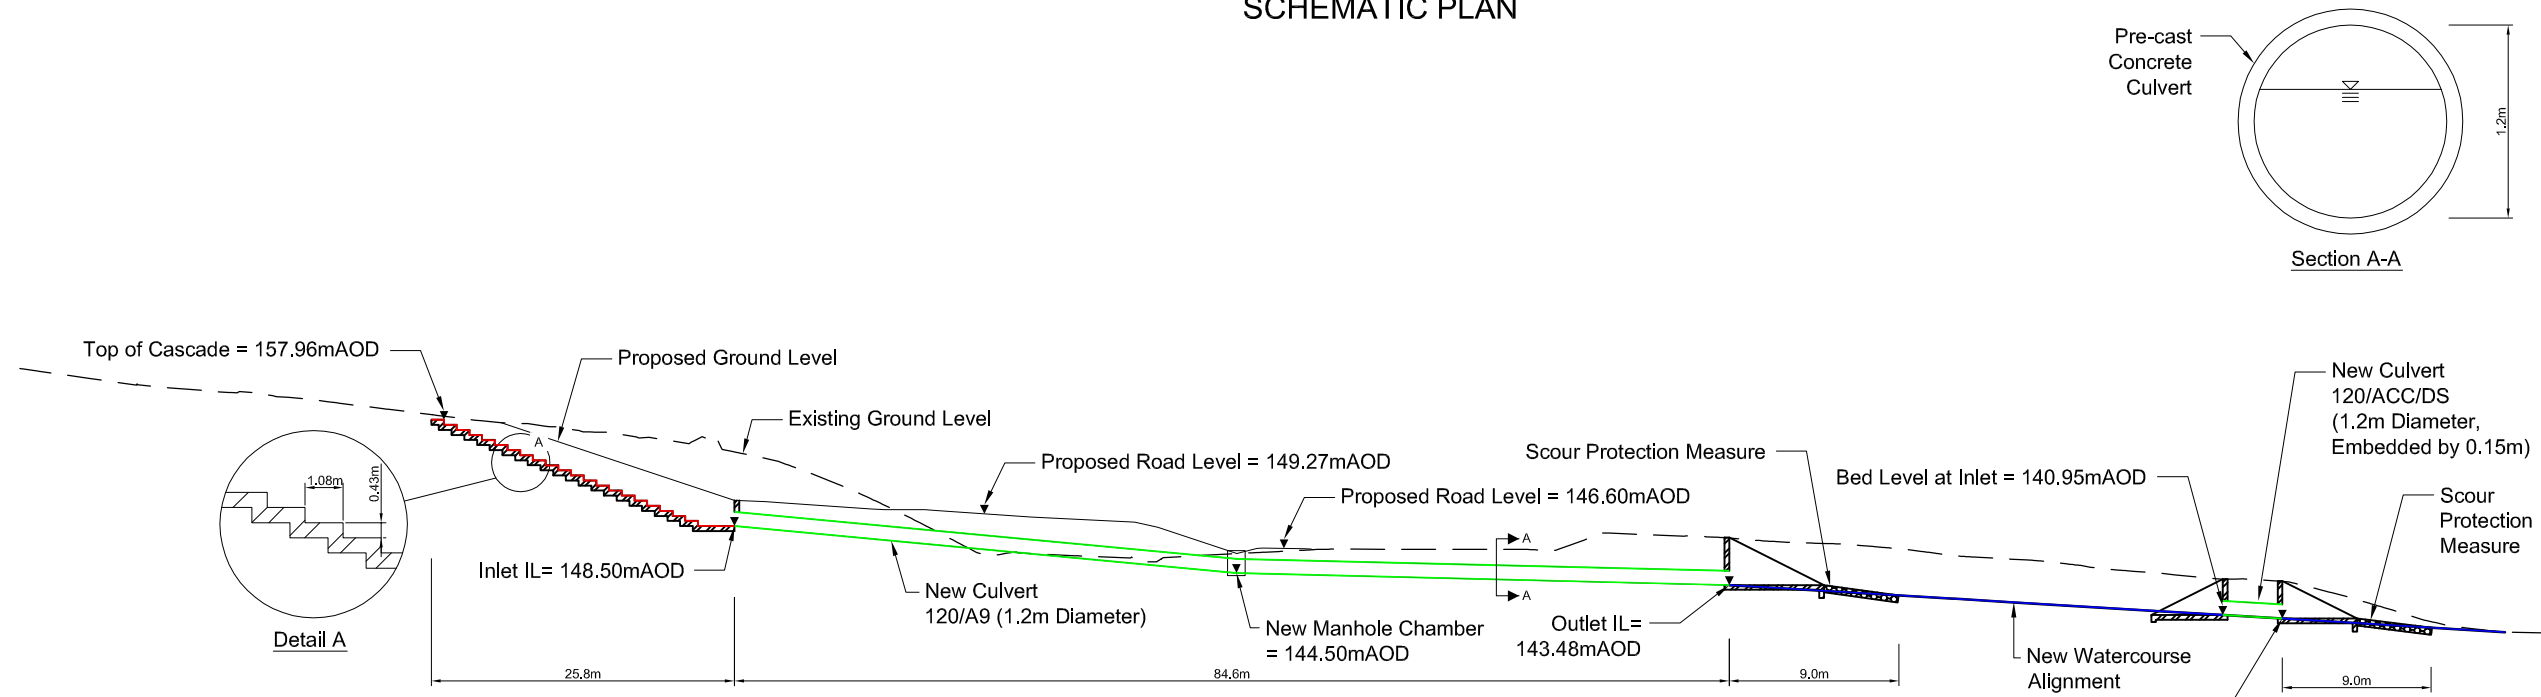 SCHEMATIC PLAN
Pre-cast
Concrete
Culvert
1.2m
Section A-A
Top of Cascade = 157.96mAOD
Proposed Ground Level
Existing Ground Level
A
1.08m
0.43m
Detail A
Inlet IL= 148.50mAOD
New Culvert
120/A9 (1.2m Diameter)
Proposed Road Level = 149.27mAOD
Proposed Road Level = 146.60mAOD
New Manhole Chamber
= 144.50mAOD
A
A
Scour Protection Measure
Outlet IL=
143.48mAOD
Bed Level at Inlet = 140.95mAOD
New Culvert
120/ACC/DS
(1.2m Diameter,
Embedded by 0.15m)
Scour
Protection
Measure
New Watercourse
Alignment
25.8m
84.6m
9.0m
9.0m